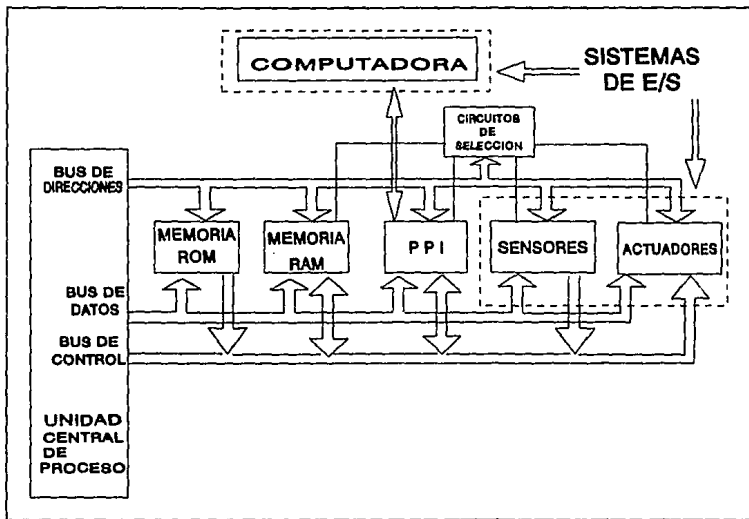 COMPUTADORA
SISTEMAS
DE E/S
CIRCUITOS
DE
SELECCION
BUS DE
DIRECCIONES
MEMORIA
ROM
MEMORIA
RAM
PPI
SENSORES
ACTUADORES
BUS DE
DATOS
BUS DE
CONTROL
UNIDAD
CENTRAL
DE
PROCESO